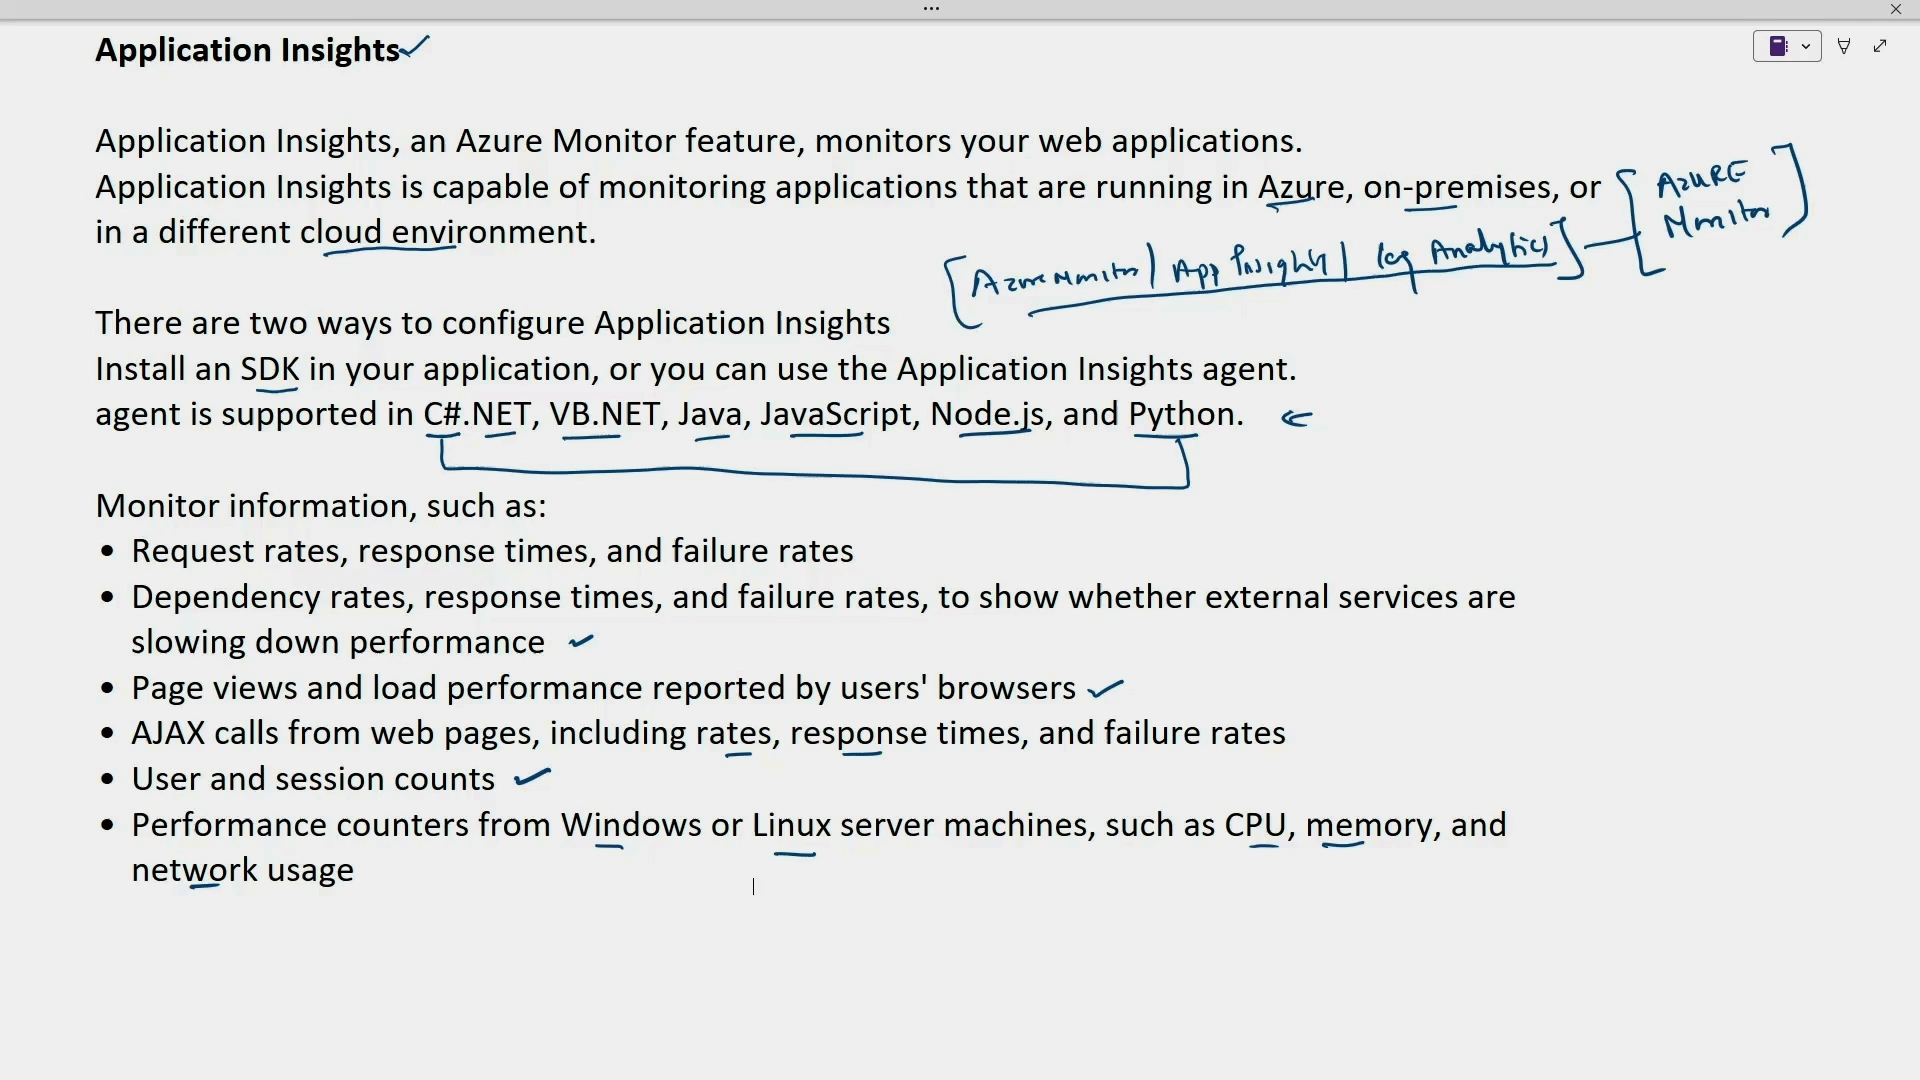 Application Insights
Application Insights, an Azure Monitor feature, monitors your web applications.
Application Insights is capable of monitoring applications that are running in Azure, on-premises, or
in a different cloud environment.
AZURE
Monitor
Azure Monitor | App Insights | log Analytics
There are two ways to configure Application Insights
Install an SDK in your application, or you can use the Application Insights agent.
agent is supported in C#.NET, VB.NET, Java, JavaScript, Node.js, and Python.
Monitor information, such as:
• Request rates, response times, and failure rates
• Dependency rates, response times, and failure rates, to show whether external services are
slowing down performance
• Page views and load performance reported by users' browsers
• AJAX calls from web pages, including rates, response times, and failure rates
• User and session counts
• Performance counters from Windows or Linux server machines, such as CPU, memory, and
network usage